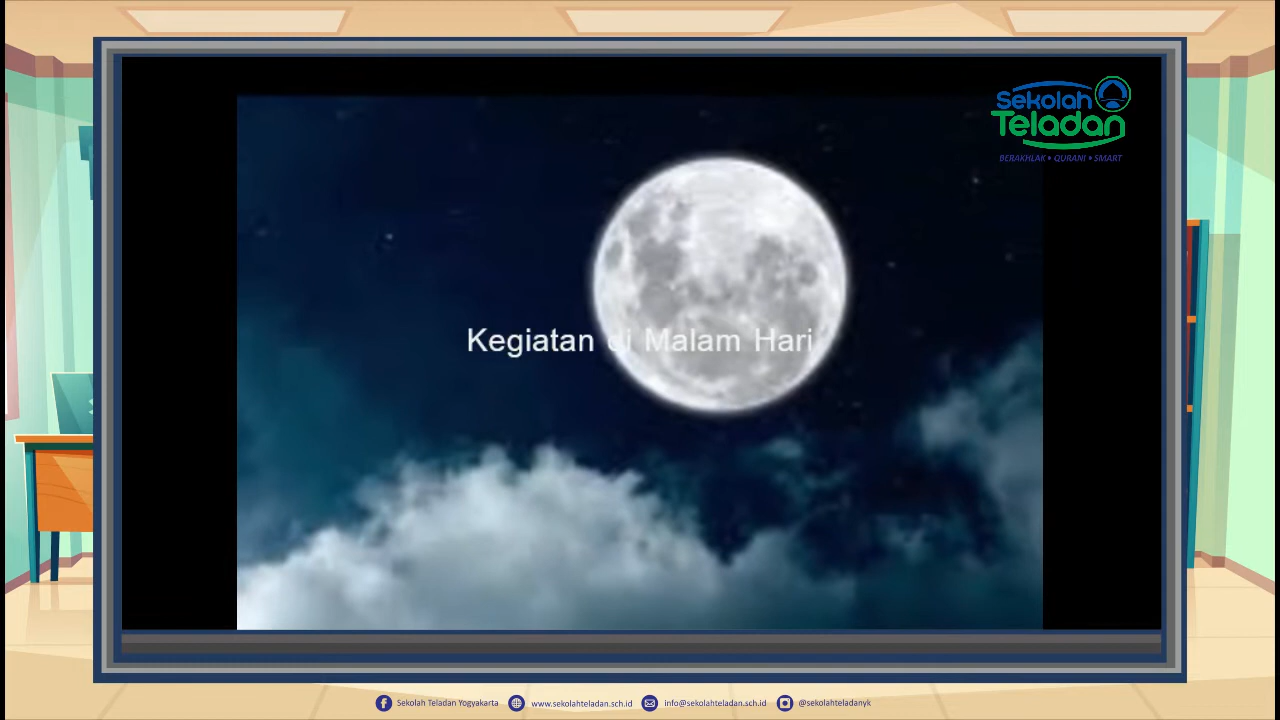 Sekolah
Teladan
BERAKHLAK • QURANI • SMART
Kegiatan di Malam Hari
Sekolah Teladan Yogyakarta www.sekolahteladan.sch.id info@sekolahteladan.sch.id @sekolahteladanyk